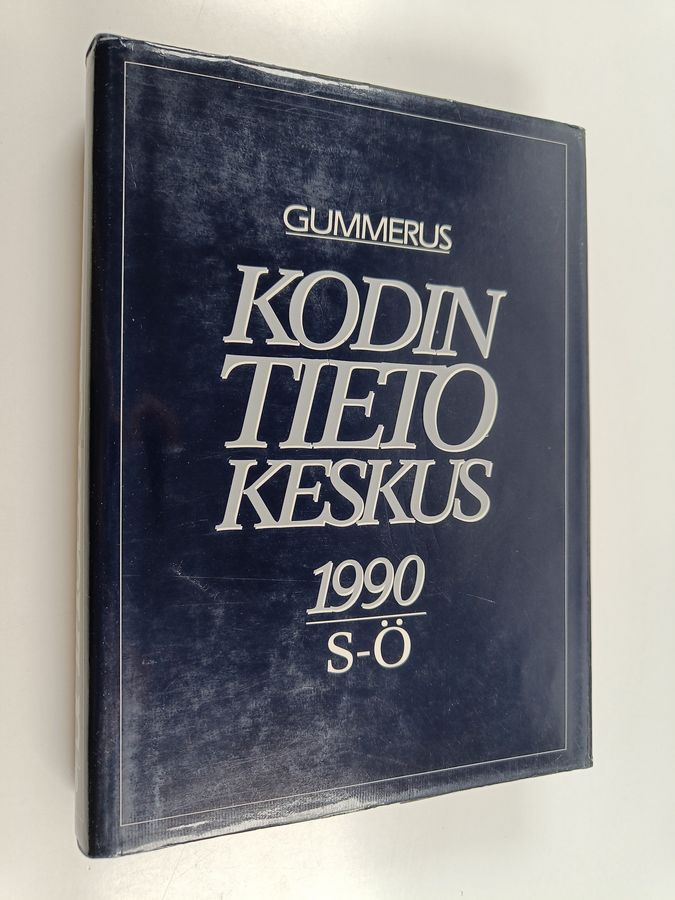 GUMMERUS
KODIN
TIETO
KESKUS
1990
S-Ö